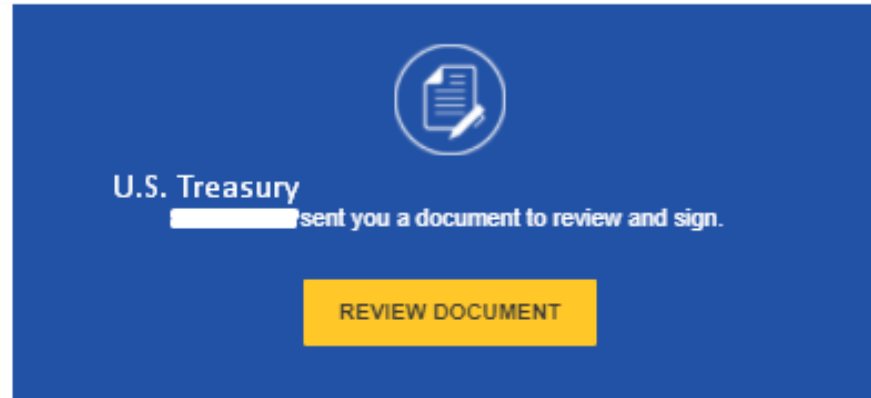 U.S. Treasury
sent you a document to review and sign.
REVIEW DOCUMENT